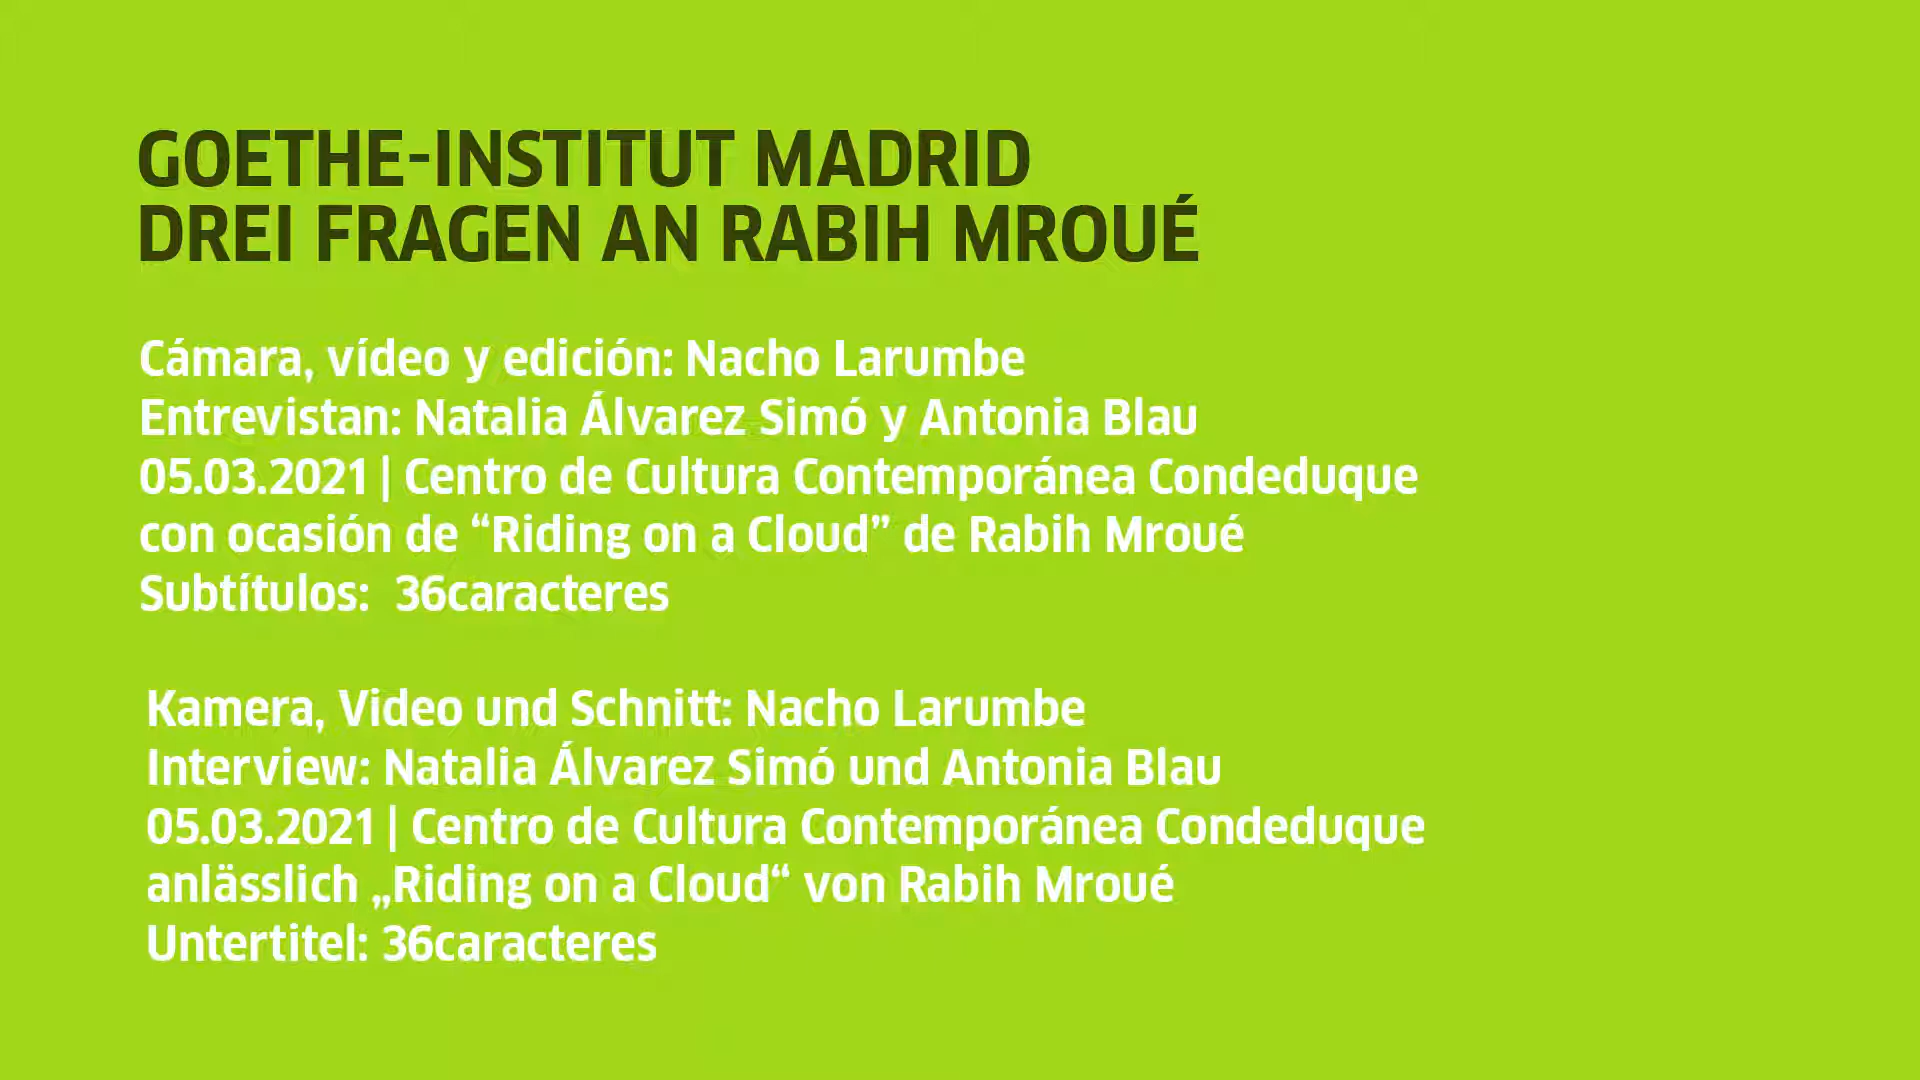 GOETHE-INSTITUT MADRID
DREI FRAGEN AN RABIH MROUÉ
Cámara, vídeo y edición: Nacho Larumbe
Entrevistan: Natalia Álvarez Simó y Antonia Blau
05.03.2021 | Centro de Cultura Contemporánea Condeduque
con ocasión de “Riding on a Cloud” de Rabih Mroué
Subtítulos:  36caracteres
Kamera, Video und Schnitt: Nacho Larumbe
Interview: Natalia Álvarez Simó und Antonia Blau
05.03.2021 | Centro de Cultura Contemporánea Condeduque
anlässlich „Riding on a Cloud“ von Rabih Mroué
Untertitel: 36caracteres